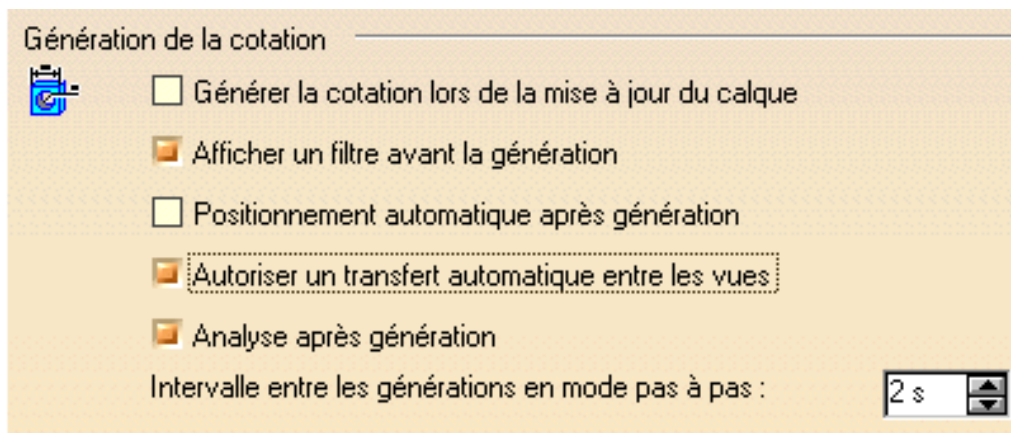 Génération de la cotation
Générer la cotation lors de la mise à jour du calque
Afficher un filtre avant la génération
Positionnement automatique après génération
Autoriser un transfert automatique entre les vues
Analyse après génération
Intervalle entre les générations en mode pas à pas : 2 s